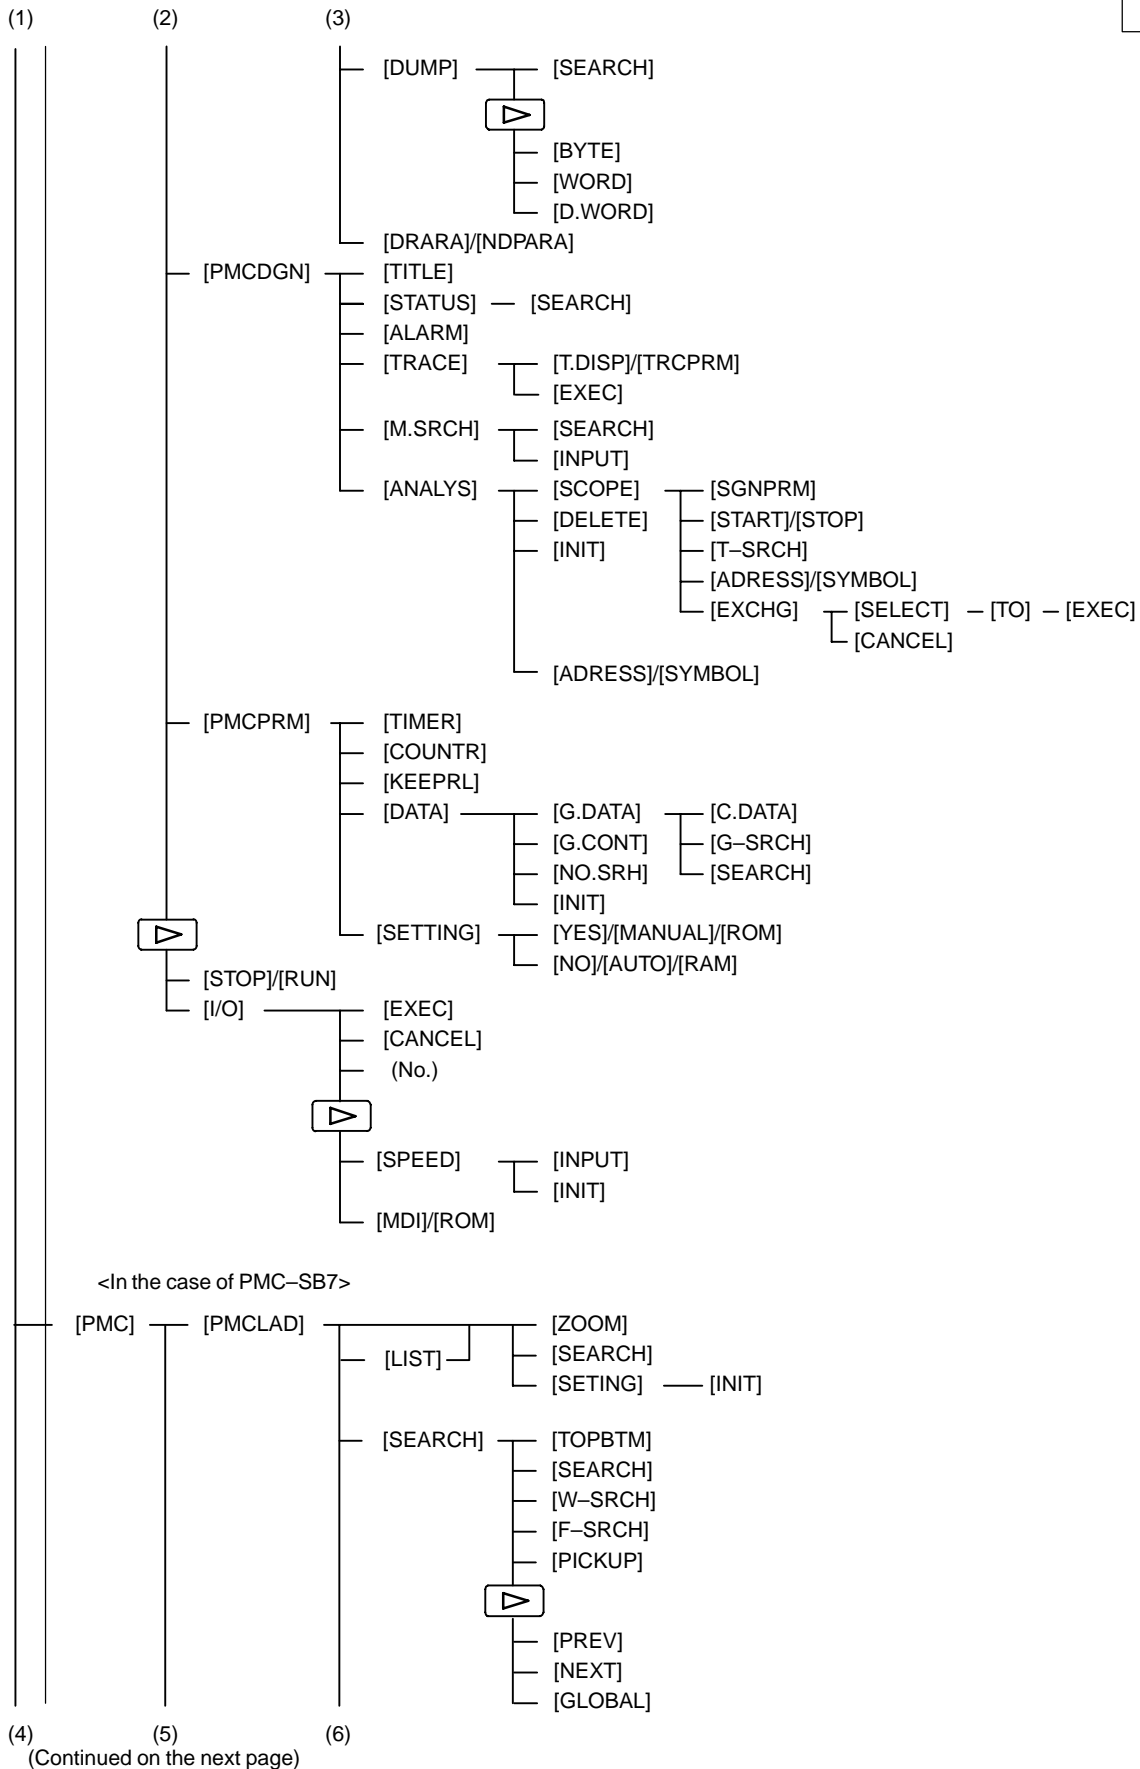 (1) (2) (3)
[DUMP] [SEARCH]
[BYTE]
[WORD]
[D.WORD]
[DRARA]/[NDPARA]
[PMCDGN] [TITLE]
[STATUS] [SEARCH]
[ALARM]
[TRACE] [T.DISP]/[TRCPRM]
[EXEC]
[M.SRCH] [SEARCH]
[INPUT]
[ANALYS] [SCOPE] [SGNPRM]
[DELETE] [START]/[STOP]
[INIT] [T–SRCH]
[ADRESS]/[SYMBOL]
[EXCHG] [SELECT] [TO] [EXEC]
[CANCEL]
[ADRESS]/[SYMBOL]
[PMCPRM] [TIMER]
[COUNTR]
[KEEPRL]
[DATA] [G.DATA] [C.DATA]
[G.CONT] [G–SRCH]
[NO.SRH] [SEARCH]
[INIT]
[SETTING] [YES]/[MANUAL]/[ROM]
[NO]/[AUTO]/[RAM]
[STOP]/[RUN]
[I/O] [EXEC]
[CANCEL]
(No.)
[SPEED] [INPUT]
[INIT]
[MDI]/[ROM]
<In the case of PMC–SB7>
[PMC] [PMCLAD] [ZOOM]
[LIST] [SEARCH]
[SETING] [INIT]
[SEARCH] [TOPBTM]
[SEARCH]
[W–SRCH]
[F–SRCH]
[PICKUP]
[PREV]
[NEXT]
[GLOBAL]
(4) (5) (6)
(Continued on the next page)